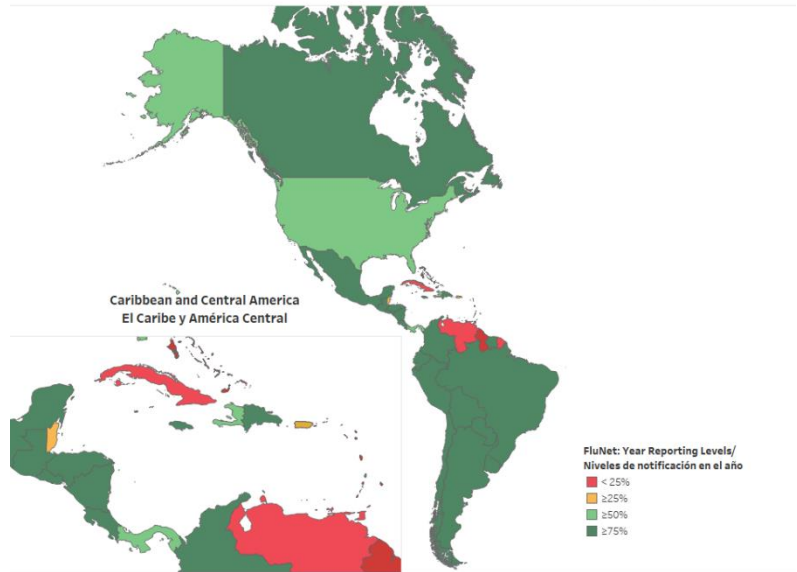 Caribbean and Central America
El Caribe y América Central
FluNet: Year Reporting Levels/
Niveles de notificación en el año
< 25%
≥25%
≥50%
≥75%